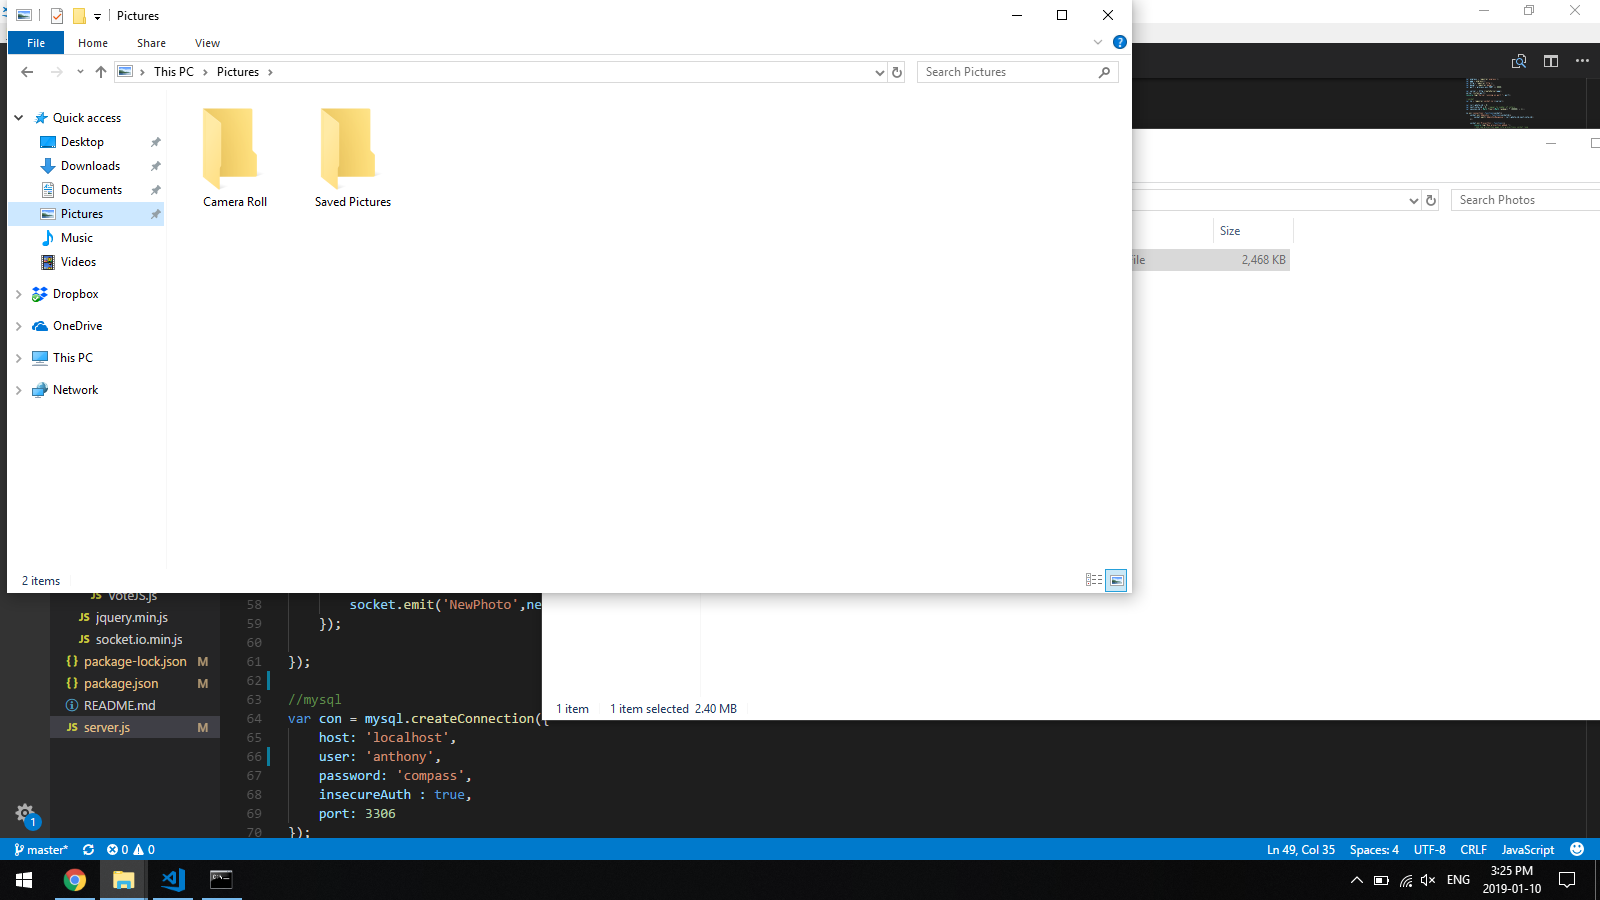 Pictures
File Home Share View
This PC Pictures
Search Pictures
Quick access
Desktop
Downloads
Documents
Pictures
Music
Videos
Dropbox
OneDrive
This PC
Network
Camera Roll
Saved Pictures
2 items
Search Photos
Size
ile 2,468 KB
1 item 1 item selected 2.40 MB
JS voteJS.js
JS jquery.min.js
JS socket.io.min.js
{} package-lock.json M
{} package.json M
README.md
JS server.js M
58 socket.emit('NewPhoto',ne
59 });
60
61 });
62
63 //mysql
64 var con = mysql.createConnection({
65 host: 'localhost',
66 user: 'anthony',
67 password: 'compass',
68 insecureAuth : true,
69 port: 3306
70 });
1
master* 0 0
Ln 49, Col 35 Spaces: 4 UTF-8 CRLF JavaScript
ENG
3:25 PM
2019-01-10